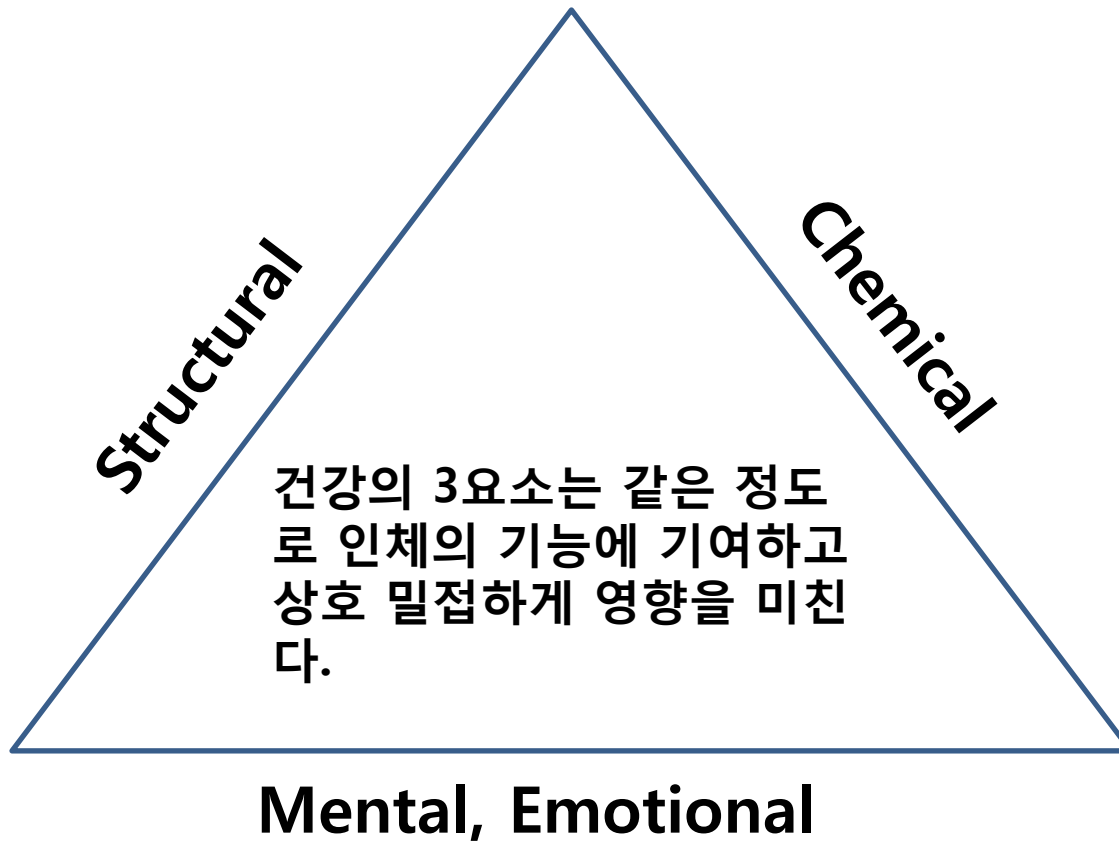 Structural
Chemical
건강의 3요소는 같은 정도
로 인체의 기능에 기여하고
상호 밀접하게 영향을 미친
다.
Mental, Emotional